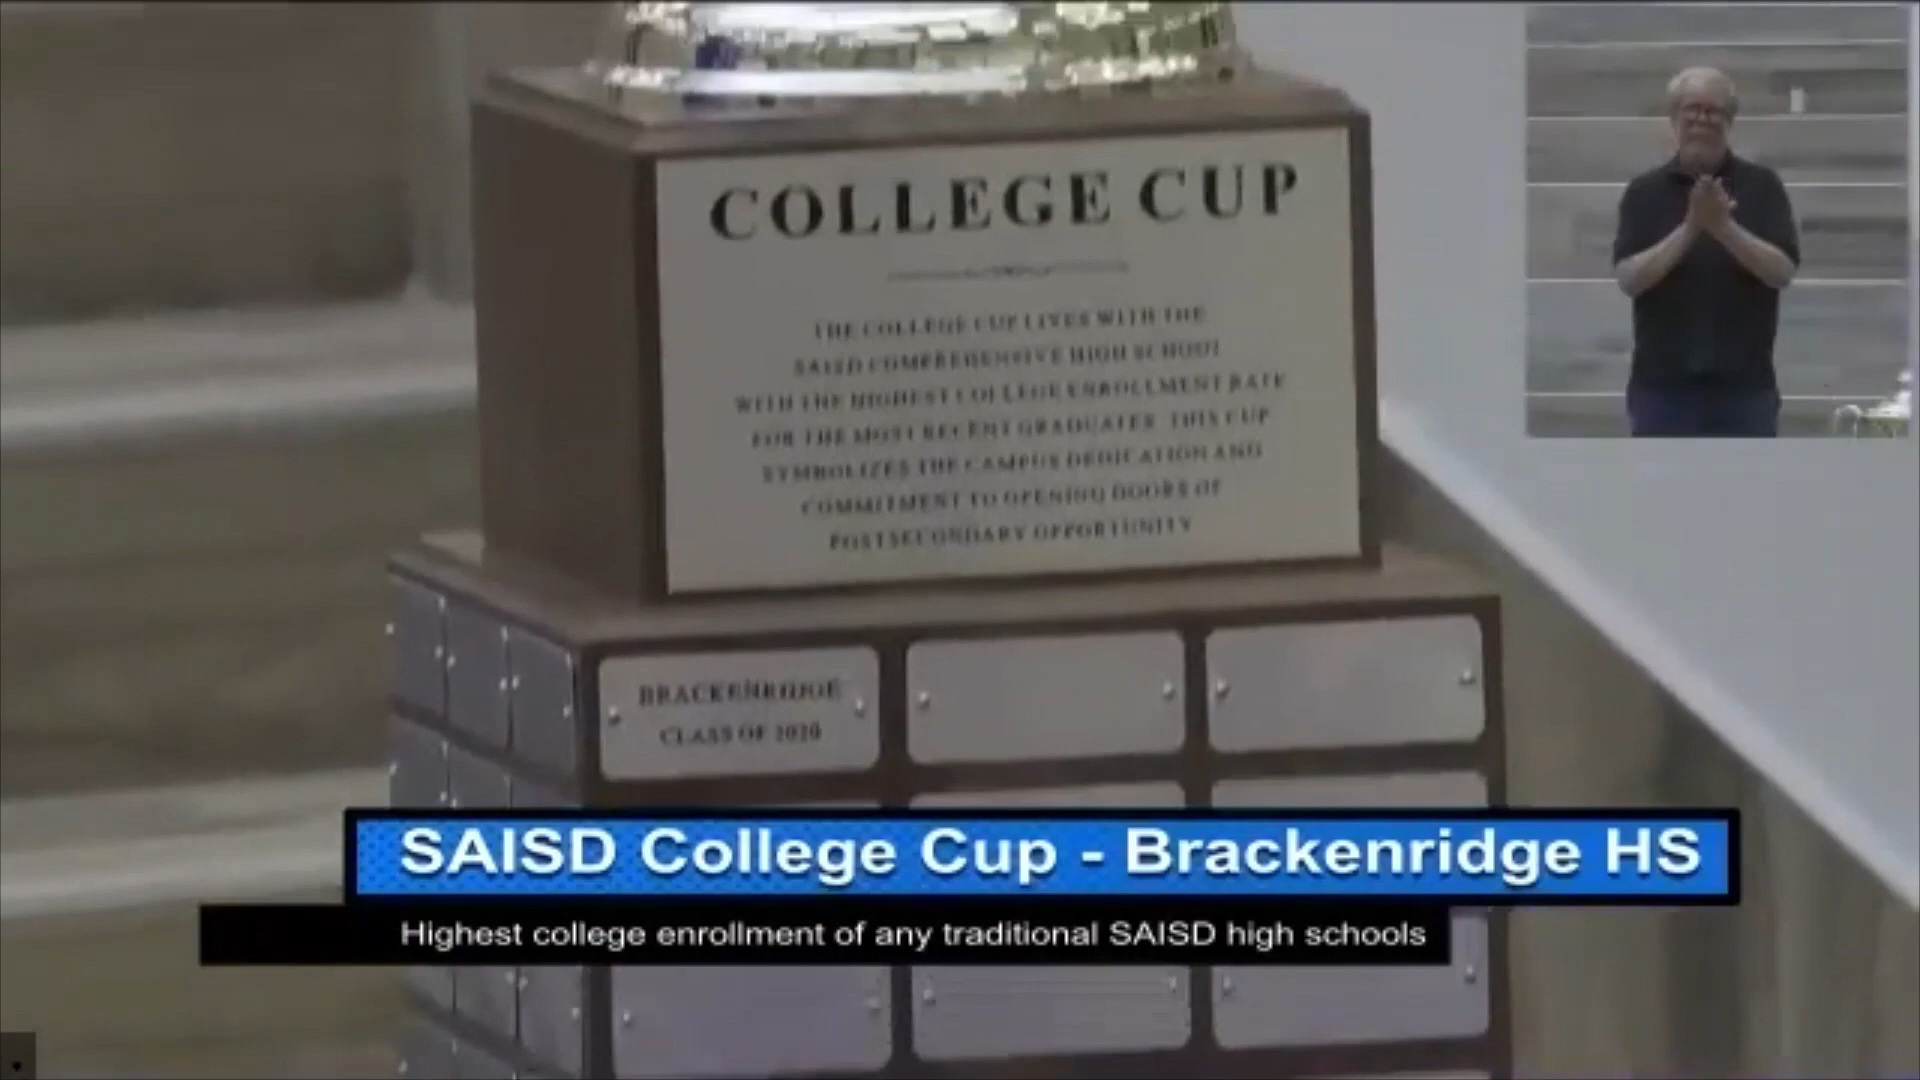 COLLEGE CUP
THE COLLEGE CUP LIVES WITH THE
SAISD COMPREHENSIVE HIGH SCHOOL
WITH THE HIGHEST COLLEGE ENROLLMENT RATE
FOR THE MOST RECENT GRADUATES. THIS CUP
SYMBOLIZES THE CAMPUS DEDICATION AND
COMMITMENT TO OPENING DOORS OF
POSTSECONDARY OPPORTUNITY
BRACKENRIDGE
CLASS OF 2020
SAISD College Cup - Brackenridge HS
Highest college enrollment of any traditional SAISD high schools